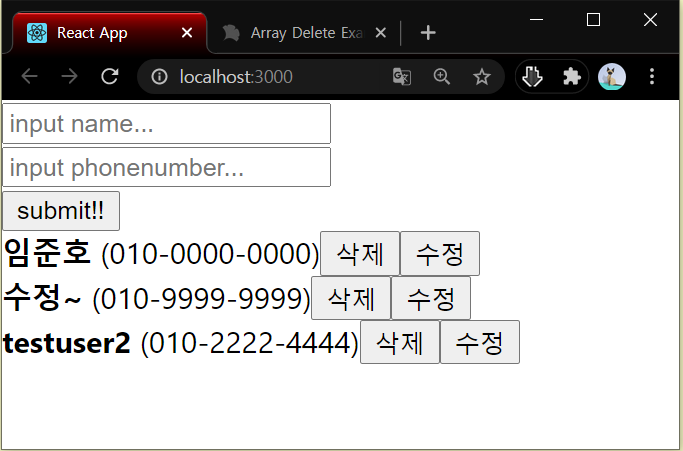 React App
Array Delete Exa
localhost:3000
input name...
input phonenumber...
submit!!
임준호 (010-0000-0000) 삭제 수정
수정~ (010-9999-9999) 삭제 수정
testuser2 (010-2222-4444) 삭제 수정